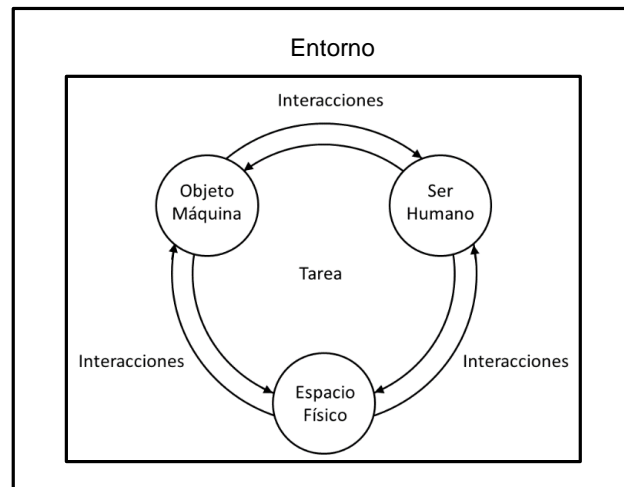 Entorno
Interacciones
Objeto
Máquina
Ser
Humano
Tarea
Interacciones
Interacciones
Espacio
Físico